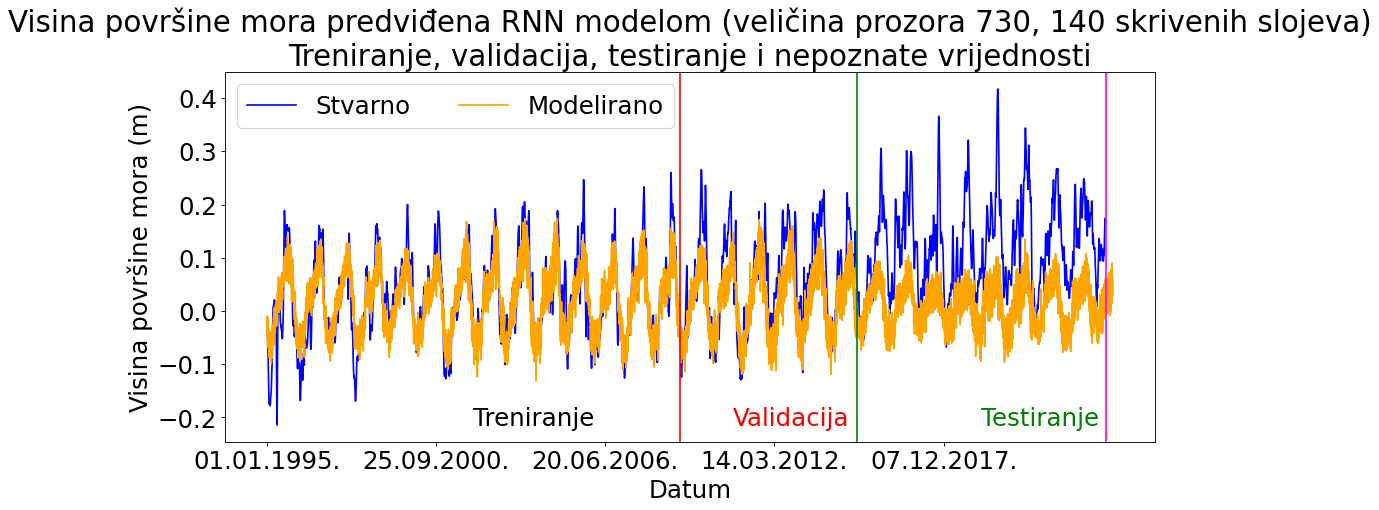 Visina površine mora predviđena RNN modelom (veličina prozora 730, 140 skrivenih slojeva)
Treniranje, validacija, testiranje i nepoznate vrijednosti
Stvarno Modelirano
Visina površine mora (m)
0.4
0.3
0.2
0.1
0.0
−0.1
−0.2
Treniranje Validacija Testiranje
01.01.1995. 25.09.2000. 20.06.2006. 14.03.2012. 07.12.2017.
Datum